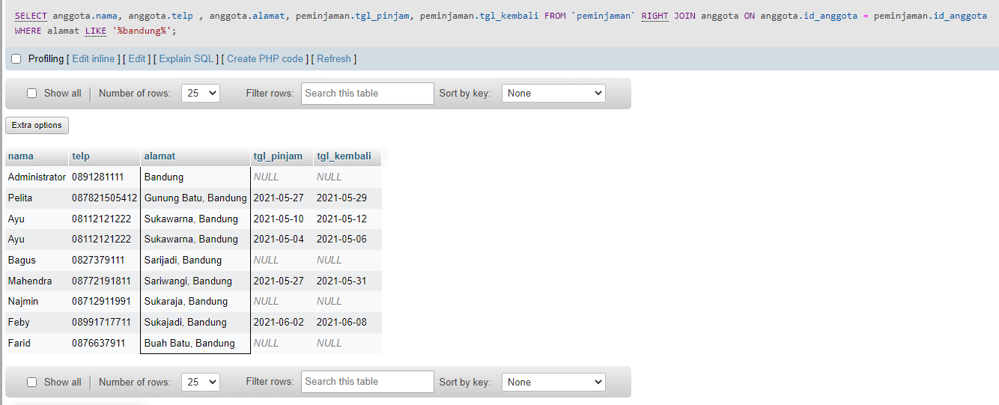 SELECT anggota.nama, anggota.telp , anggota.alamat, peminjaman.tgl_pinjam, peminjaman.tgl_kembali FROM `peminjaman` RIGHT JOIN anggota ON anggota.id_anggota = peminjaman.id_anggota
WHERE alamat LIKE '%bandung%';
Profiling [ Edit inline ] [ Edit ] [ Explain SQL ] [ Create PHP code ] [ Refresh ]
Show all Number of rows: 25 Filter rows: Search this table Sort by key: None
Extra options
nama telp alamat tgl_pinjam tgl_kembali
Administrator 0891281111 Bandung NULL NULL
Pelita 087821505412 Gunung Batu, Bandung 2021-05-27 2021-05-29
Ayu 08112121222 Sukawarna, Bandung 2021-05-10 2021-05-12
Ayu 08112121222 Sukawarna, Bandung 2021-05-04 2021-05-06
Bagus 0827379111 Sarijadi, Bandung NULL NULL
Mahendra 08772191811 Sariwangi, Bandung 2021-05-27 2021-05-31
Najmin 08712911991 Sukaraja, Bandung NULL NULL
Feby 08991717711 Sukajadi, Bandung 2021-06-02 2021-06-08
Farid 0876637911 Buah Batu, Bandung NULL NULL
Show all Number of rows: 25 Filter rows: Search this table Sort by key: None